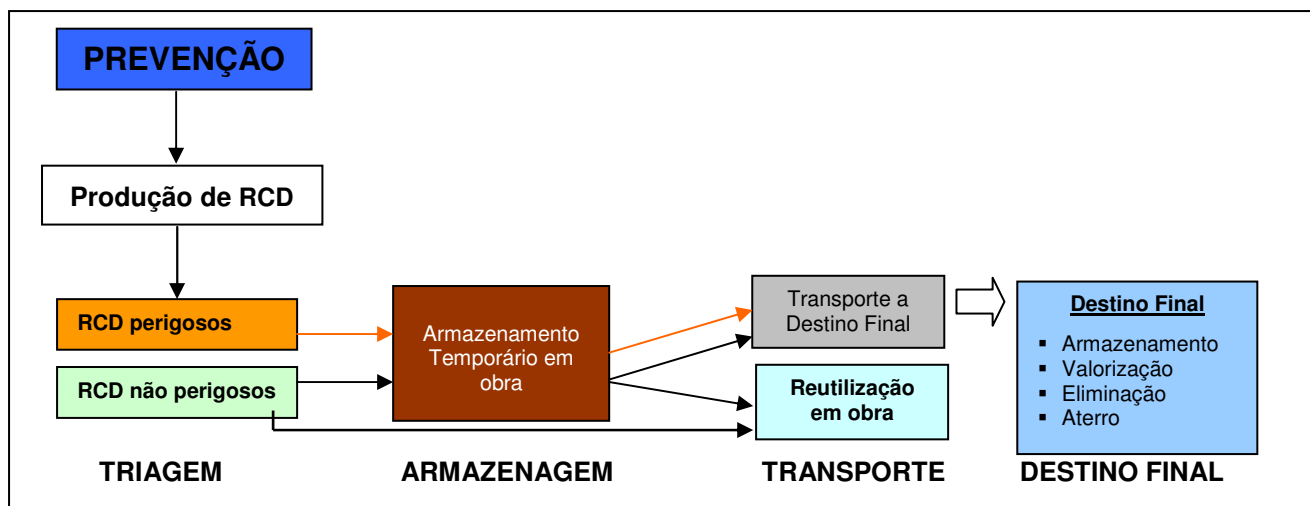 PREVENÇÃO
Produção de RCD
RCD perigosos
RCD não perigosos
Armazenamento
Temporário em
obra
Transporte a
Destino Final
Reutilização
em obra
Destino Final
▪ Armazenamento
▪ Valorização
▪ Eliminação
▪ Aterro
TRIAGEM
ARMAZENAGEM
TRANSPORTE
DESTINO FINAL